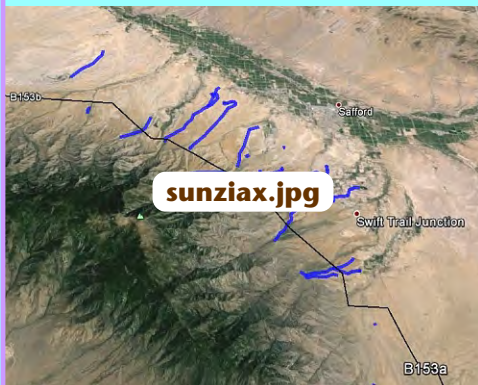 B153b
Safford
sunziax.jpg
Swift Trail Junction
B153a